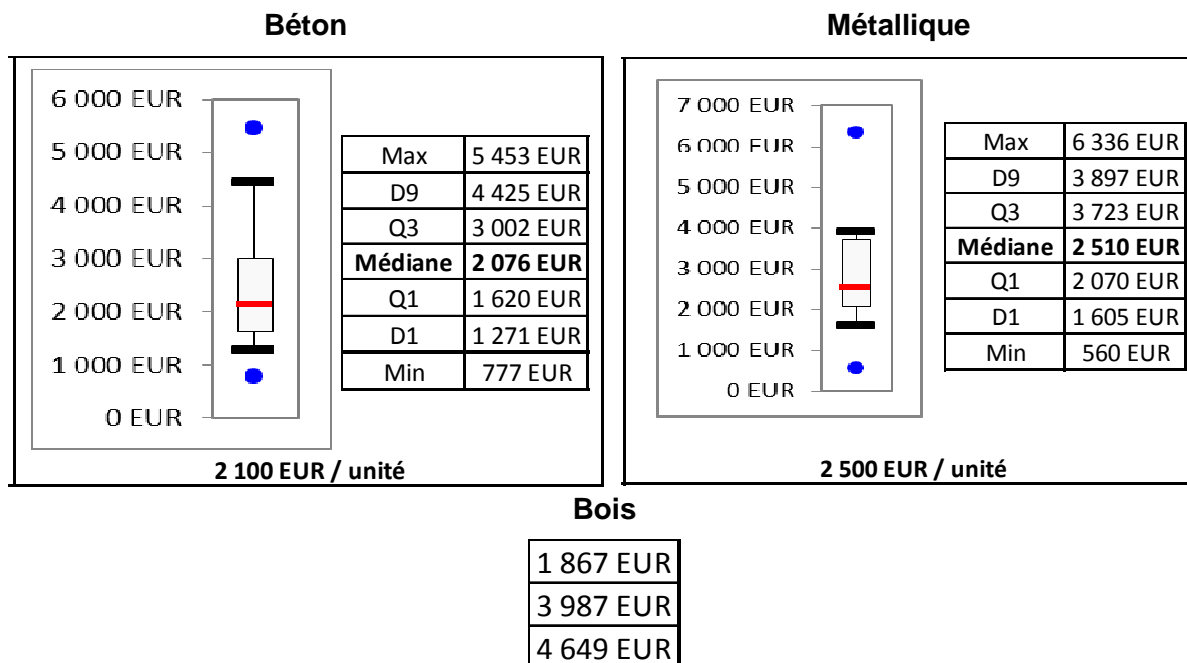 Béton
6 000 EUR
5 000 EUR
4 000 EUR
3 000 EUR
2 000 EUR
1 000 EUR
0 EUR
Max 5 453 EUR
D9 4 425 EUR
Q3 3 002 EUR
Médiane 2 076 EUR
Q1 1 620 EUR
D1 1 271 EUR
Min 777 EUR
2 100 EUR / unité
Métallique
7 000 EUR
6 000 EUR
5 000 EUR
4 000 EUR
3 000 EUR
2 000 EUR
1 000 EUR
0 EUR
Max 6 336 EUR
D9 3 897 EUR
Q3 3 723 EUR
Médiane 2 510 EUR
Q1 2 070 EUR
D1 1 605 EUR
Min 560 EUR
2 500 EUR / unité
Bois
1 867 EUR
3 987 EUR
4 649 EUR